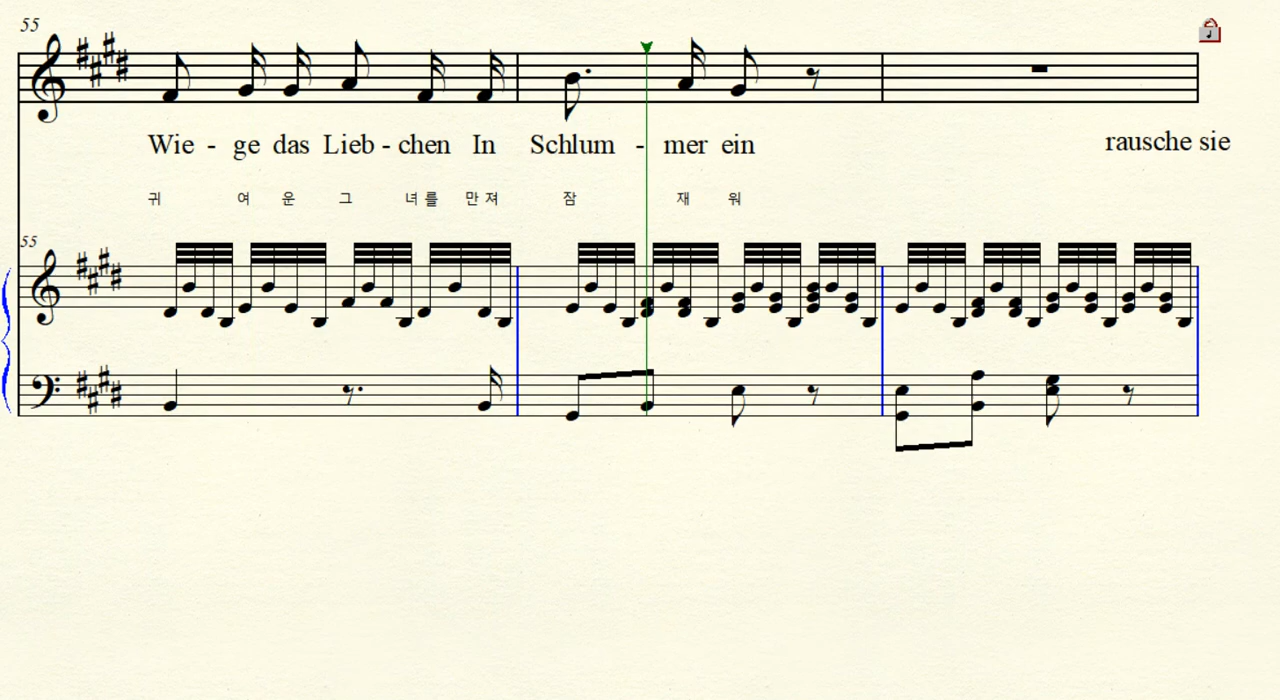 55
Wie - ge das Lieb - chen In Schlum - mer ein rausche sie
귀 여 운 그 녀 를 만 져 잠 재 워
55